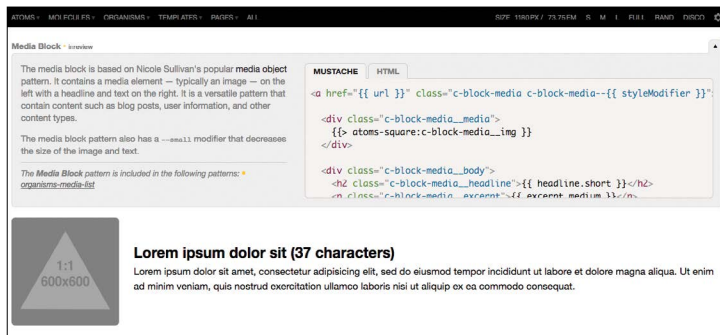 ATOMS MOLECULES ORGANISMS TEMPLATES PAGES ALL SIZE 1180PX / 73.75EM S M L FULL RAND DISCO
Media Block • inreview
The media block is based on Nicole Sullivan's popular media object
pattern. It contains a media element — typically an image — on the
left with a headline and text on the right. It is a versatile pattern that
contain content such as blog posts, user information, and other
content types.
The media block pattern also has a --small modifier that decreases
the size of the image and text.
The Media Block pattern is included in the following patterns: •
organisms-media-list
MUSTACHE HTML
<a href="{{ url }}" class="c-block-media c-block-media--{{ styleModifier }}"
<div class="c-block-media__media">
{{> atoms-square:c-block-media__img }}
</div>
<div class="c-block-media__body">
<h2 class="c-block-media__headline">{{ headline.short }}</h2>
<p class="c-block-media__excerpt">{{ excerpt.medium }}</p>
1:1
600x600
Lorem ipsum dolor sit (37 characters)
Lorem ipsum dolor sit amet, consectetur adipisicing elit, sed do eiusmod tempor incididunt ut labore et dolore magna aliqua. Ut enim
ad minim veniam, quis nostrud exercitation ullamco laboris nisi ut aliquip ex ea commodo consequat.